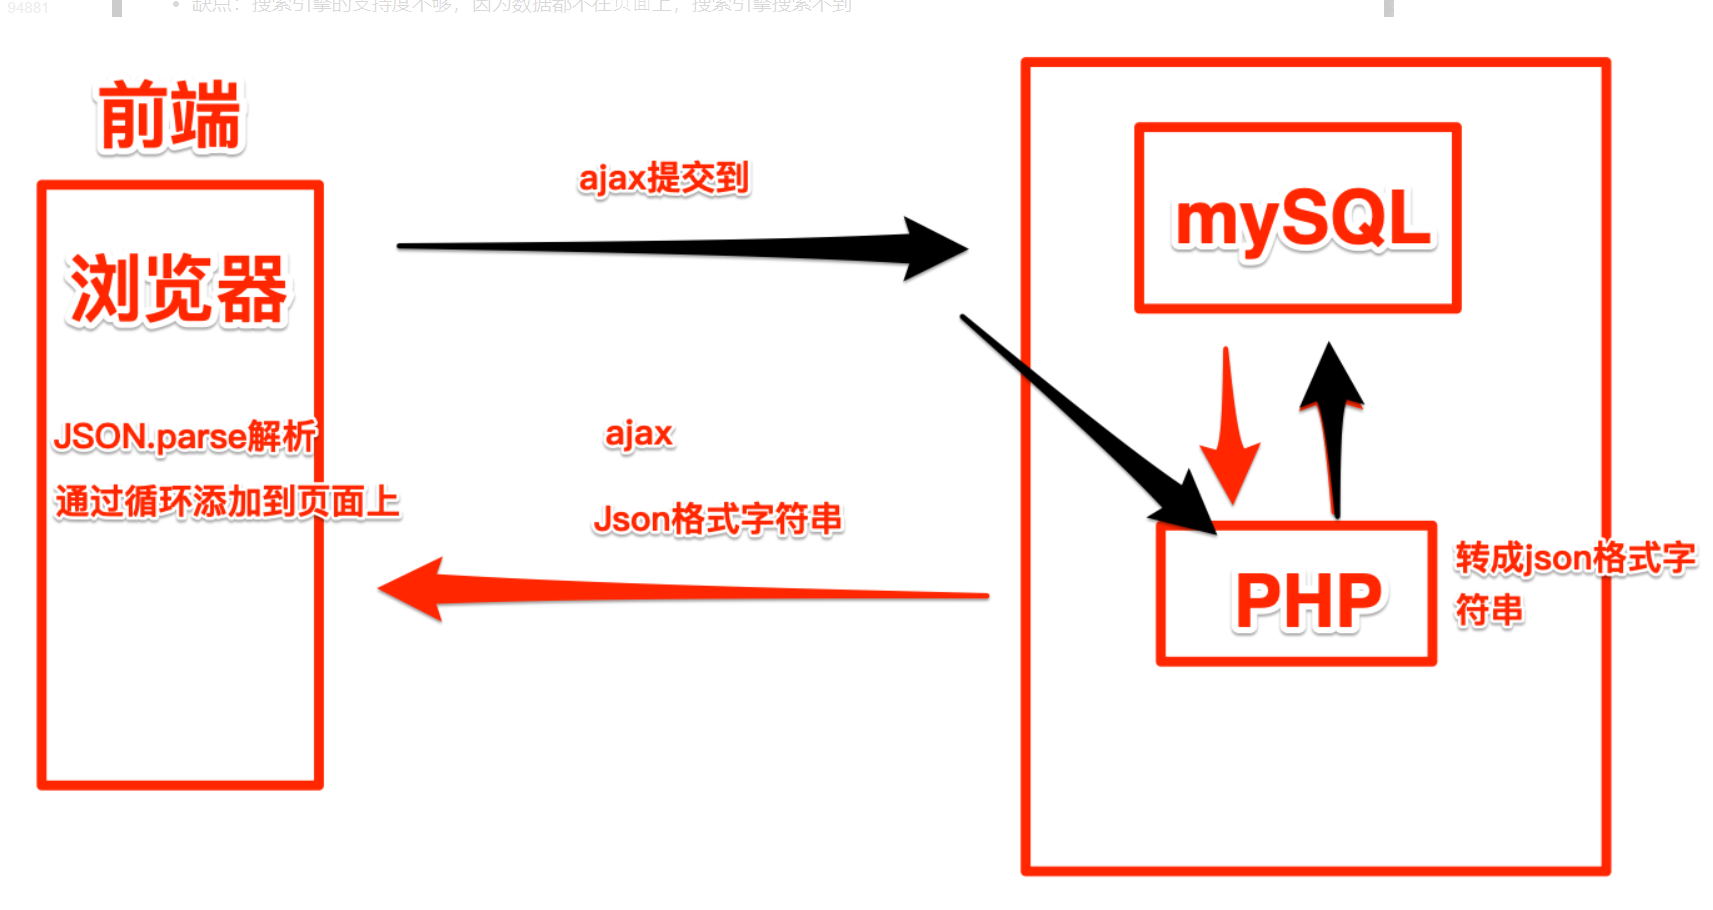 94881
• 缺点：搜索引擎的支持度不够，因为数据都不在页面上，搜索引擎搜索不到
前端
浏览器
JSON.parse解析
通过循环添加到页面上
ajax提交到
ajax
Json格式字符串
mySQL
PHP
转成json格式字
符串